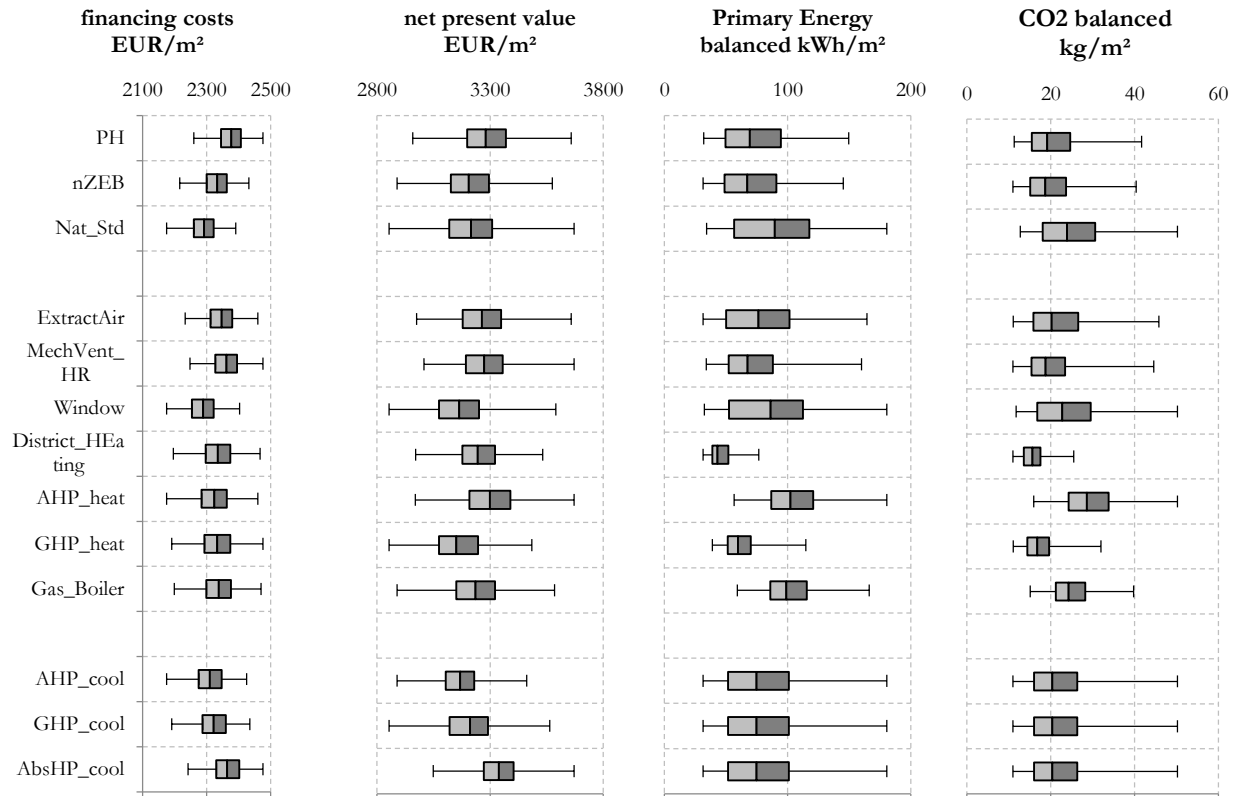 financing costs
EUR/m²
net present value
EUR/m²
Primary Energy
balanced kWh/m²
CO2 balanced
kg/m²
2100 2300 2500
2800 3300 3800
0 100 200
0 20 40 60
PH
nZEB
Nat_Std
ExtractAir
MechVent_
HR
Window
District_HEa
ting
AHP_heat
GHP_heat
Gas_Boiler
AHP_cool
GHP_cool
AbsHP_cool